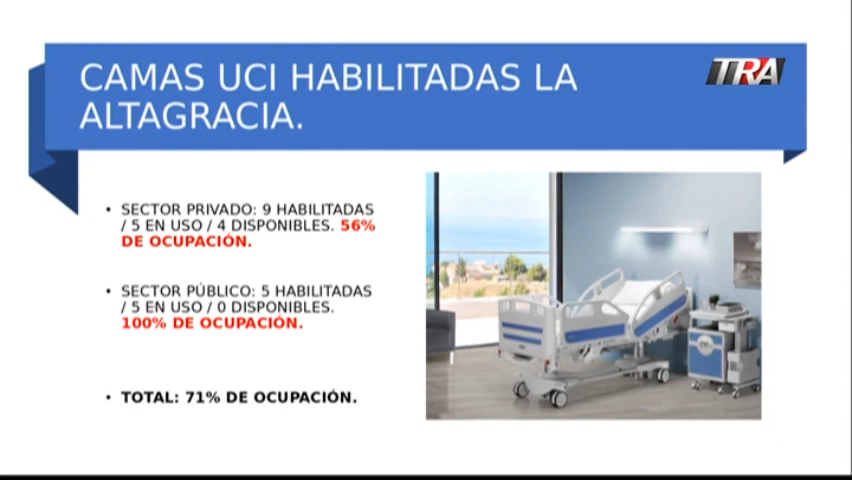 CAMAS UCI HABILITADAS LA
ALTAGRACIA.
TRA
• SECTOR PRIVADO: 9 HABILITADAS
/ 5 EN USO / 4 DISPONIBLES. 56%
DE OCUPACIÓN.
• SECTOR PÚBLICO: 5 HABILITADAS
/ 5 EN USO / 0 DISPONIBLES.
100% DE OCUPACIÓN.
• TOTAL: 71% DE OCUPACIÓN.